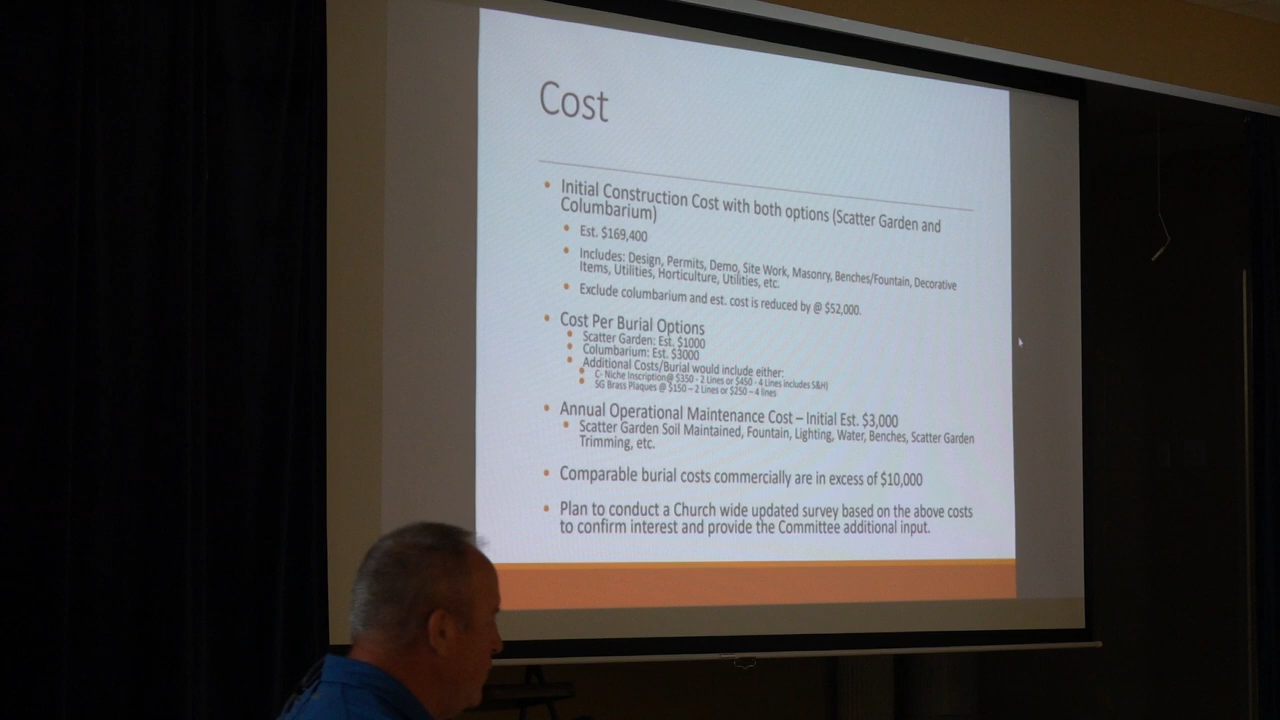 Cost
• Initial Construction Cost with both options (Scatter Garden and
Columbarium)
• Est. $169,400
• Includes: Design, Permits, Demo, Site Work, Masonry, Benches/Fountain, Decorative
Items, Utilities, Horticulture, Utilities, etc.
• Exclude columbarium and est. cost is reduced by @ $52,000.
• Cost Per Burial Options
• Scatter Garden: Est. $1000
• Columbarium: Est. $3000
• Additional Costs/Burial would include either:
• C- Niche Inscription@ $350 - 2 Lines or $450 - 4 Lines includes S&H)
• SG Brass Plaques @ $150 – 2 Lines or $250 – 4 lines
• Annual Operational Maintenance Cost – Initial Est. $3,000
• Scatter Garden Soil Maintained, Fountain, Lighting, Water, Benches, Scatter Garden
Trimming, etc.
• Comparable burial costs commercially are in excess of $10,000
• Plan to conduct a Church wide updated survey based on the above costs
to confirm interest and provide the Committee additional input.